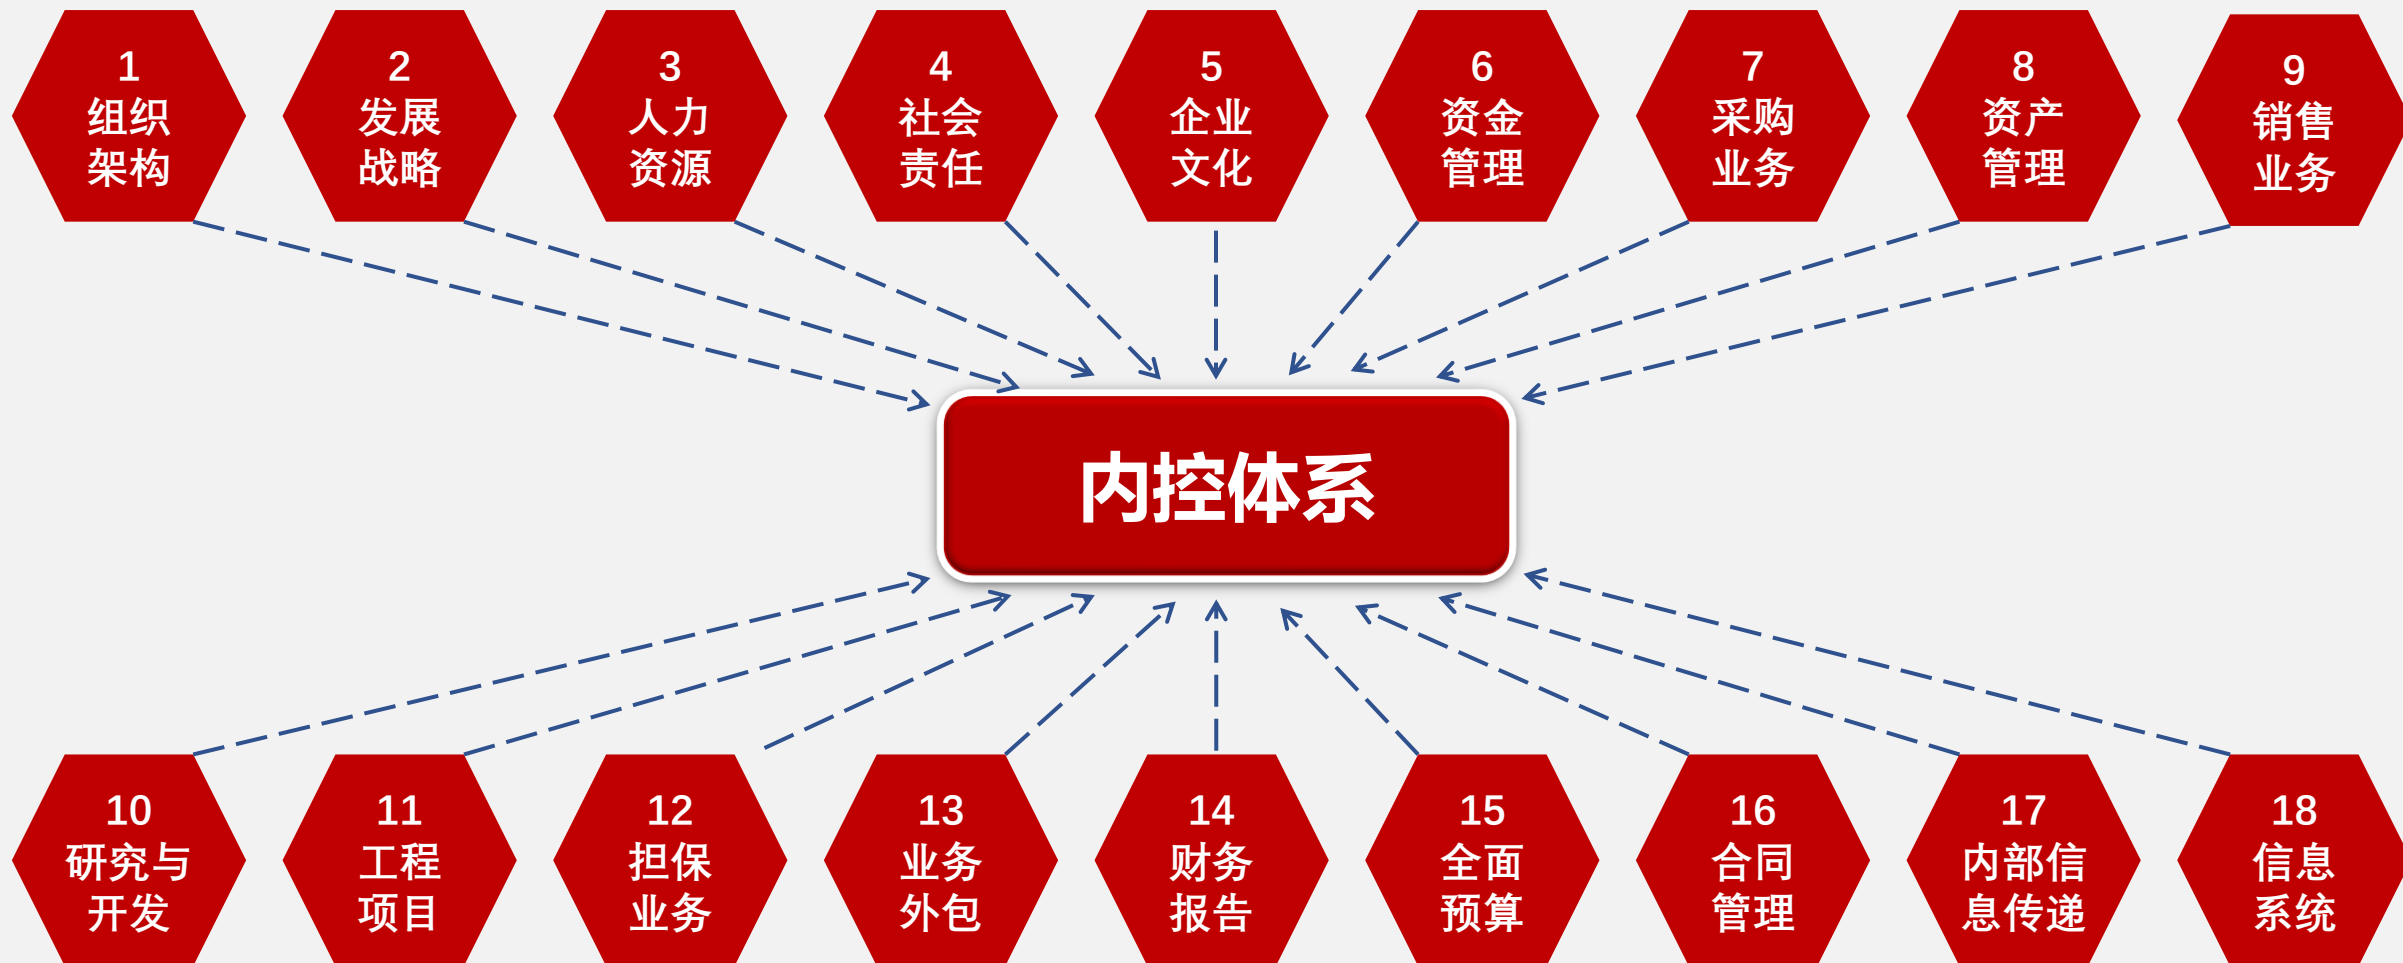 1
组织
架构
2
发展
战略
3
人力
资源
4
社会
责任
5
企业
文化
6
资金
管理
7
采购
业务
8
资产
管理
9
销售
业务
内控体系
10
研究与
开发
11
工程
项目
12
担保
业务
13
业务
外包
14
财务
报告
15
全面
预算
16
合同
管理
17
内部信
息传递
18
信息
系统